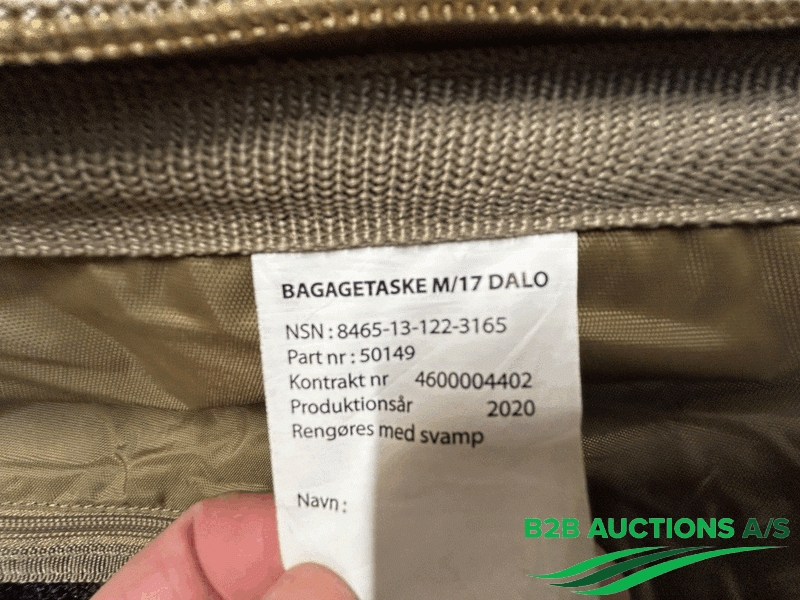 BAGAGETASKE M/17 DALO
NSN : 8465-13-122-3165
Part nr : 50149
Kontrakt nr 4600004402
Produktionsår 2020
Rengøres med svamp
Navn :
B2B AUCTIONS A/S